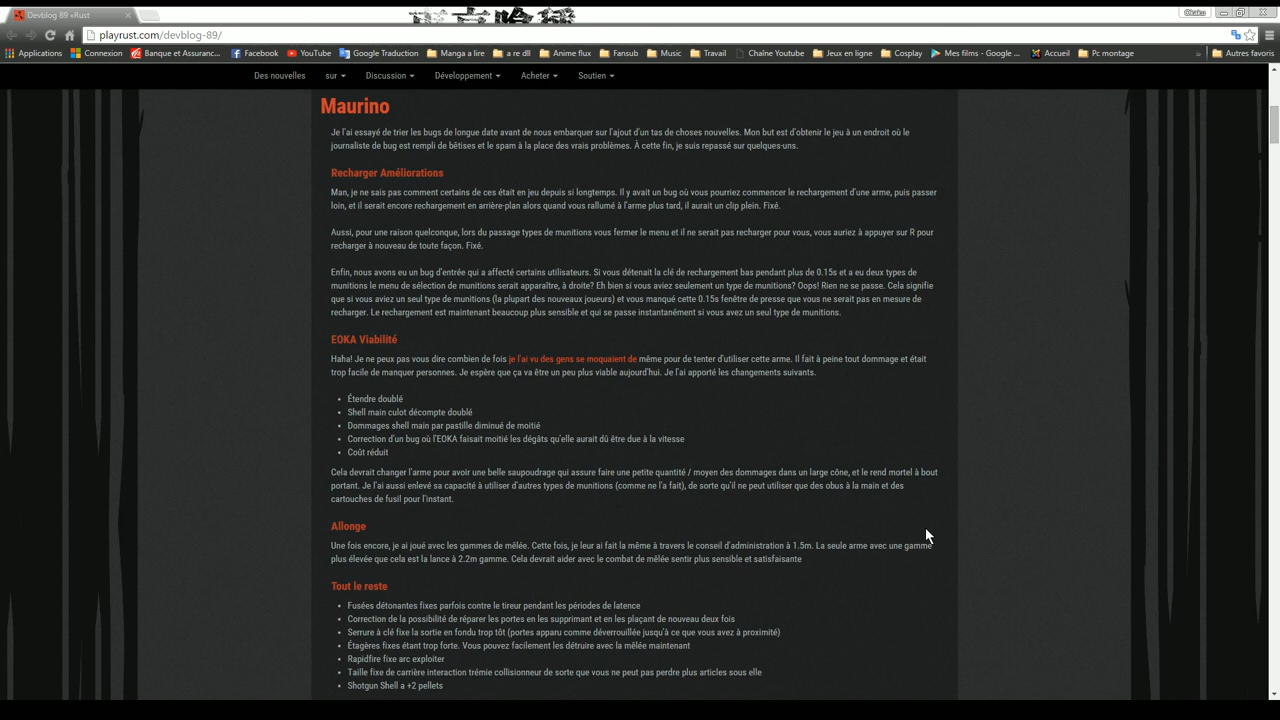 Devblog 89 «Rust
Okaku
playrust.com/devblog-89/
Applications Connexion Banque et Assuranc... Facebook YouTube Google Traduction Manga a lire a re dl Anime flux Fansub Music Travail Chaîne Youtube Jeux en ligne Cosplay Mes films - Google ... Accueil Pc montage » Autres favoris
Des nouvelles sur Discussion Développement Acheter Soutien
Maurino
Je l'ai essayé de trier les bugs de longue date avant de nous embarquer sur l'ajout d'un tas de choses nouvelles. Mon but est d'obtenir le jeu à un endroit où le
journaliste de bug est rempli de bêtises et le spam à la place des vrais problèmes. À cette fin, je suis repassé sur quelques-uns.
Recharger Améliorations
Man, je ne sais pas comment certains de ces était en jeu depuis si longtemps. Il y avait un bug où vous pourriez commencer le rechargement d'une arme, puis passer
loin, et il serait encore rechargement en arrière-plan alors quand vous rallumé à l'arme plus tard, il aurait un clip plein. Fixé.
Aussi, pour une raison quelconque, lors du passage types de munitions vous fermer le menu et il ne serait pas recharger pour vous, vous auriez à appuyer sur R pour
recharger à nouveau de toute façon. Fixé.
Enfin, nous avons eu un bug d'entrée qui a affecté certains utilisateurs. Si vous détenait la clé de rechargement bas pendant plus de 0.15s et a eu deux types de
munitions le menu de sélection de munitions serait apparaître, à droite? Eh bien si vous aviez seulement un type de munitions? Oops! Rien ne se passe. Cela signifie
que si vous aviez un seul type de munitions (la plupart des nouveaux joueurs) et vous manqué cette 0.15s fenêtre de presse que vous ne serait pas en mesure de
recharger. Le rechargement est maintenant beaucoup plus sensible et qui se passe instantanément si vous avez un seul type de munitions.
EOKA Viabilité
Haha! Je ne peux pas vous dire combien de fois je l'ai vu des gens se moquaient de même pour de tenter d'utiliser cette arme. Il fait à peine tout dommage et était
trop facile de manquer personnes. Je espère que ça va être un peu plus viable aujourd'hui. Je l'ai apporté les changements suivants.
• Étendre doublé
• Shell main culot décompte doublé
• Dommages shell main par pastille diminué de moitié
• Correction d'un bug où l'EOKA faisait moitié les dégâts qu'elle aurait dû être due à la vitesse
• Coût réduit
Cela devrait changer l'arme pour avoir une belle saupoudrage qui assure faire une petite quantité / moyen des dommages dans un large cône, et le rend mortel à bout
portant. Je l'ai aussi enlevé sa capacité à utiliser d'autres types de munitions (comme ne l'a fait), de sorte qu'il ne peut utiliser que des obus à la main et des
cartouches de fusil pour l'instant.
Allonge
Une fois encore, je ai joué avec les gammes de mêlée. Cette fois, je leur ai fait la même à travers le conseil d'administration à 1.5m. La seule arme avec une gamme
plus élevée que cela est la lance à 2.2m gamme. Cela devrait aider avec le combat de mêlée sentir plus sensible et satisfaisante
Tout le reste
• Fusées détonantes fixes parfois contre le tireur pendant les périodes de latence
• Correction de la possibilité de réparer les portes en les supprimant et en les plaçant de nouveau deux fois
• Serrure à clé fixe la sortie en fondu trop tôt (portes apparu comme déverrouillée jusqu'à ce que vous avez à proximité)
• Étagères fixes étant trop forte. Vous pouvez facilement les détruire avec la mêlée maintenant
• Rapidfire fixe arc exploiter
• Taille fixe de carrière interaction trémie collisionneur de sorte que vous ne peut pas perdre plus articles sous elle
• Shotgun Shell a +2 pellets